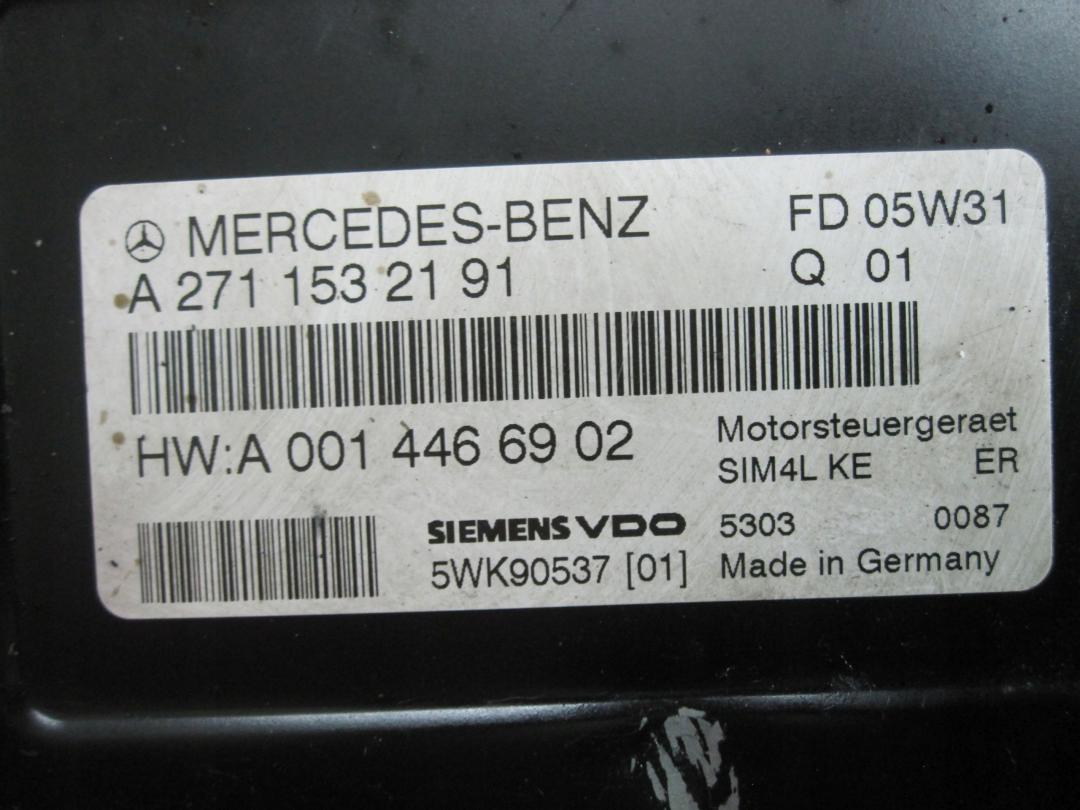 MERCEDES-BENZ FD 05W31
A 271 153 21 91 Q 01
HW:A 001 446 69 02 Motorsteuergeraet
SIM4L KE ER
SIEMENS VDO 5303 0087
5WK90537 [01] Made in Germany